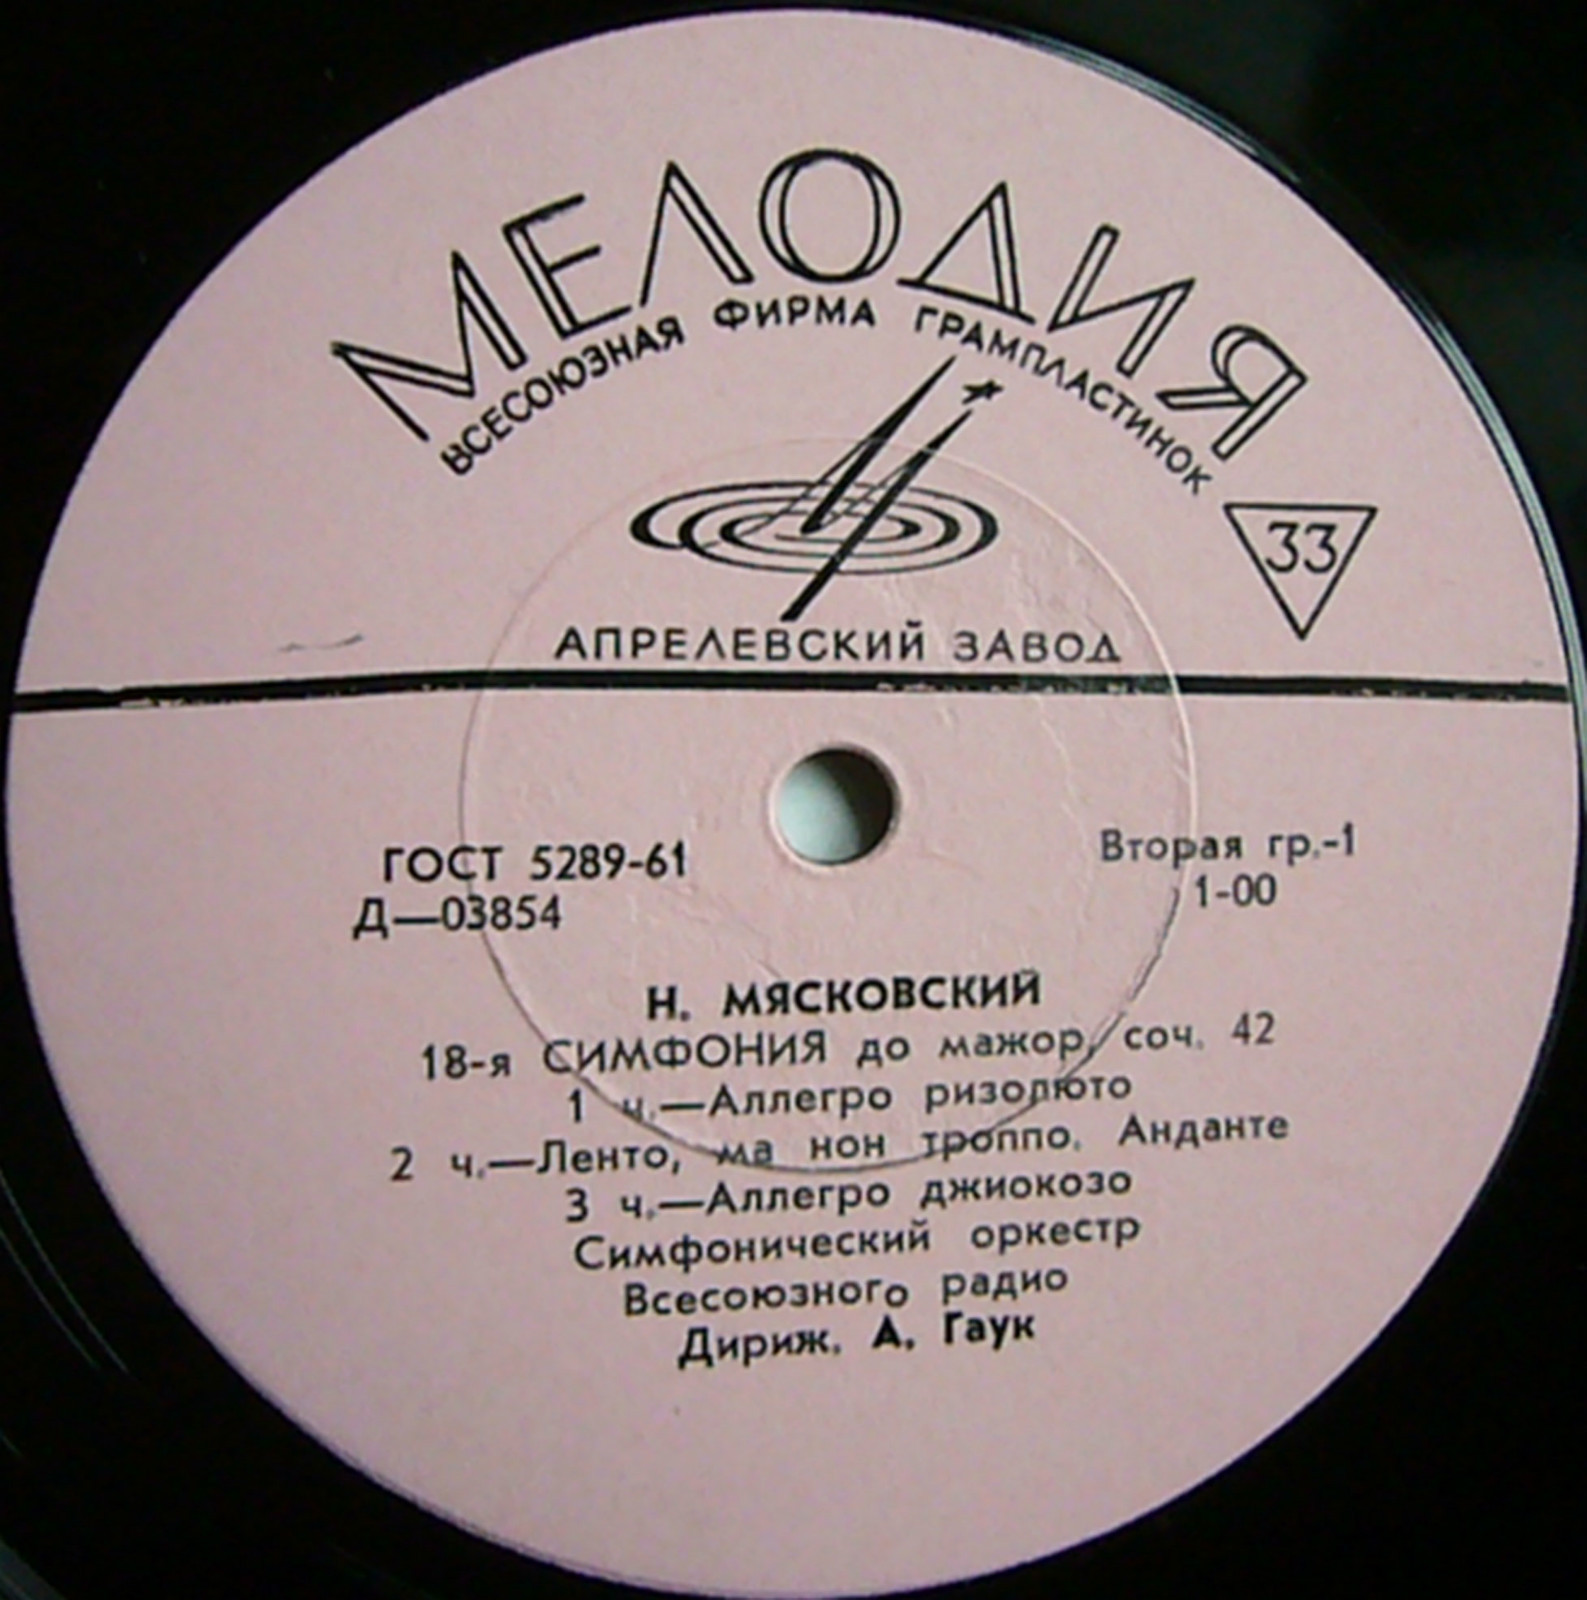 МЕЛОДИЯ
ВСЕСОЮЗНАЯ ФИРМА ГРАМПЛАСТИНОК
33
АПРЕЛЕВСКИЙ ЗАВОД
ГОСТ 5289-61
Вторая гр.-1
Д—03854
1-00
Н. МЯСКОВСКИЙ
18-я СИМФОНИЯ до мажор, соч. 42
1 ч.—Аллегро ризолюто
2 ч.—Ленто, ма нон троппо. Анданте
3 ч.—Аллегро джиокозо
Симфонический оркестр
Всесоюзного радио
Дириж. А. Гаук